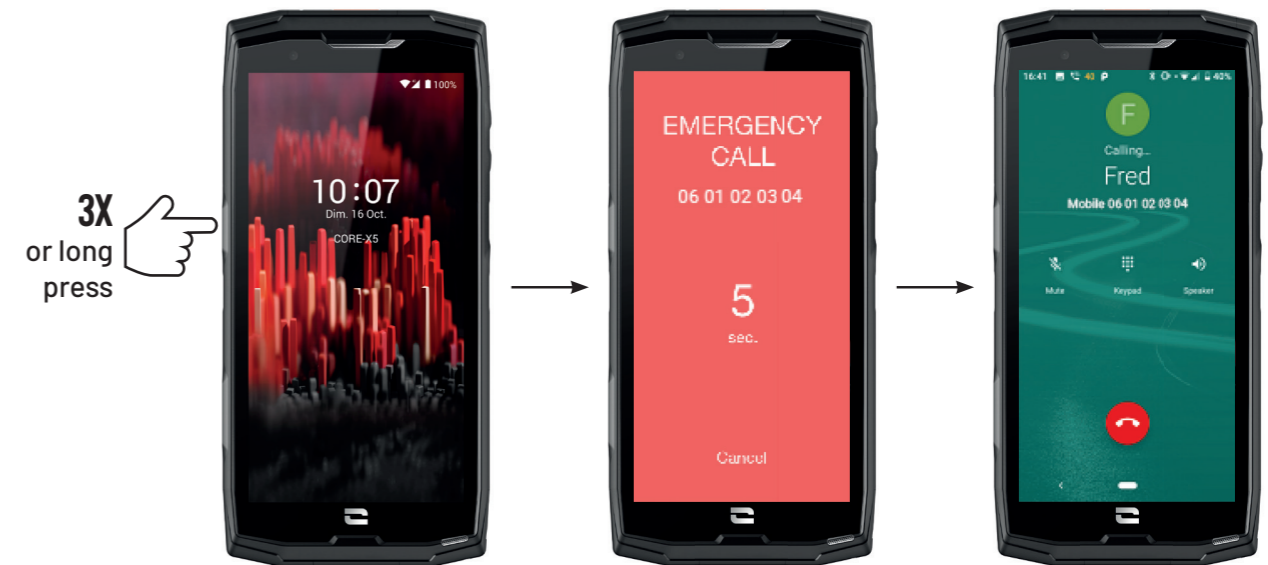 3X
or long
press
100%
10:07
Dim. 16 Oct.
CORE-X5
EMERGENCY
CALL
06 01 02 03 04
5
sec.
Cancel
16:41 40 P 40%
F
Calling...
Fred
Mobile 06 01 02 03 04
Mute Keypad Speaker